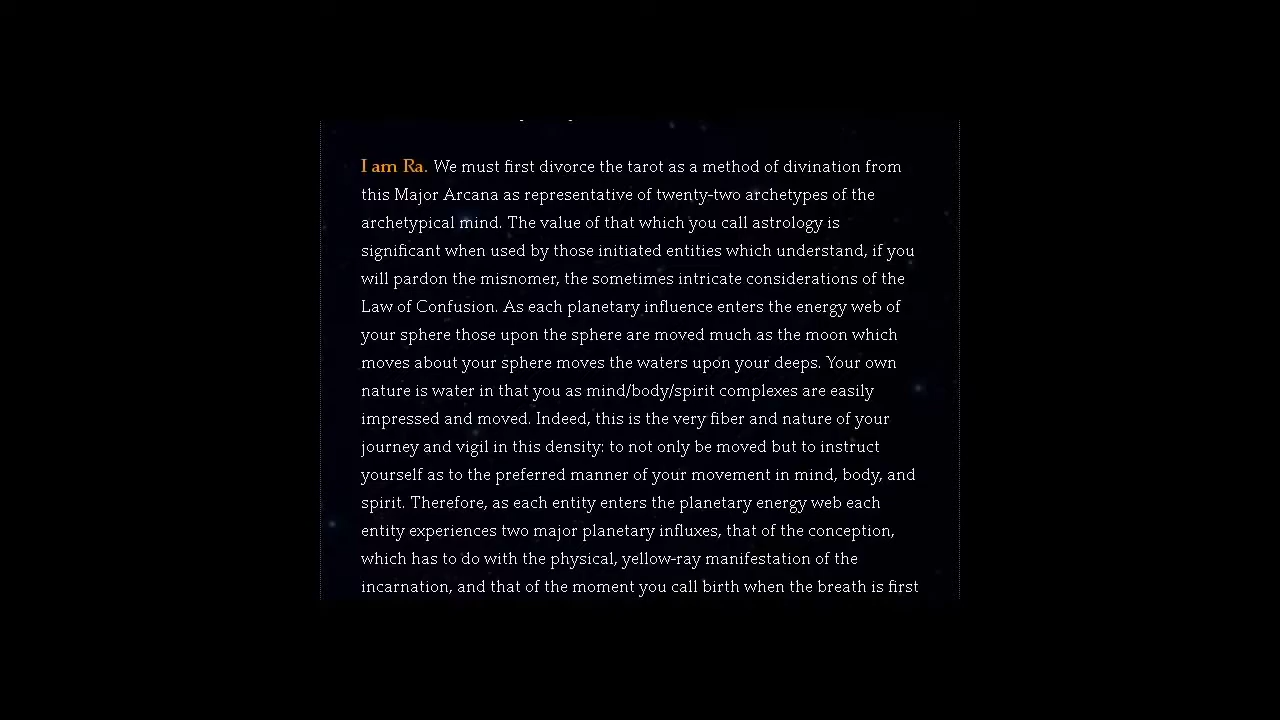 I am Ra. We must first divorce the tarot as a method of divination from
this Major Arcana as representative of twenty-two archetypes of the
archetypical mind. The value of that which you call astrology is
significant when used by those initiated entities which understand, if you
will pardon the misnomer, the sometimes intricate considerations of the
Law of Confusion. As each planetary influence enters the energy web of
your sphere those upon the sphere are moved much as the moon which
moves about your sphere moves the waters upon your deeps. Your own
nature is water in that you as mind/body/spirit complexes are easily
impressed and moved. Indeed, this is the very fiber and nature of your
journey and vigil in this density: to not only be moved but to instruct
yourself as to the preferred manner of your movement in mind, body, and
spirit. Therefore, as each entity enters the planetary energy web each
entity experiences two major planetary influxes, that of the conception,
which has to do with the physical, yellow-ray manifestation of the
incarnation, and that of the moment you call birth when the breath is first